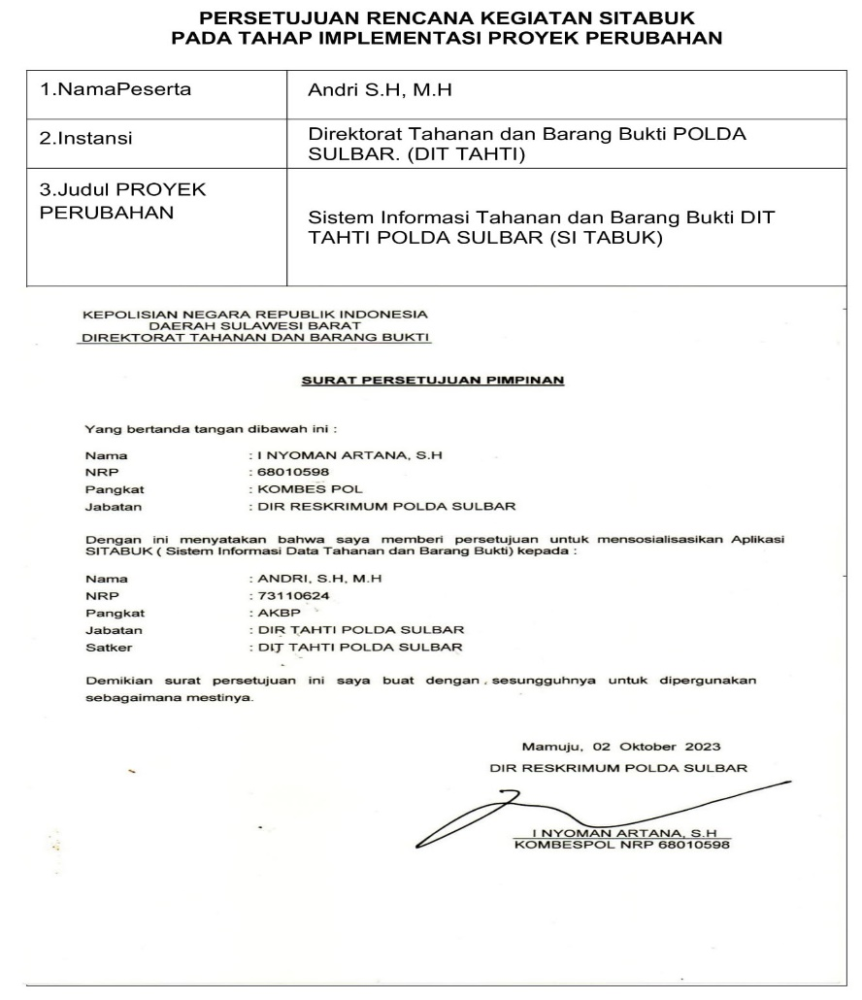 PERSETUJUAN RENCANA KEGIATAN SITABUK
PADA TAHAP IMPLEMENTASI PROYEK PERUBAHAN
1.NamaPeserta
Andri S.H, M.H
2.Instansi
Direktorat Tahanan dan Barang Bukti POLDA
SULBAR. (DIT TAHTI)
3.Judul PROYEK
PERUBAHAN
Sistem Informasi Tahanan dan Barang Bukti DIT
TAHTI POLDA SULBAR (SI TABUK)
KEPOLISIAN NEGARA REPUBLIK INDONESIA
DAERAH SULAWESI BARAT
DIREKTORAT TAHANAN DAN BARANG BUKTI
SURAT PERSETUJUAN PIMPINAN
Yang bertanda tangan dibawah ini :
Nama : I NYOMAN ARTANA, S.H
NRP : 68010598
Pangkat : KOMBES POL
Jabatan : DIR RESKRIMUM POLDA SULBAR
Dengan ini menyatakan bahwa saya memberi persetujuan untuk mensosialisasikan Aplikasi
SITABUK ( Sistem Informasi Data Tahanan dan Barang Bukti) kepada :
Nama : ANDRI, S.H, M.H
NRP : 73110624
Pangkat : AKBP
Jabatan : DIR TAHTI POLDA SULBAR
Satker : DIT TAHTI POLDA SULBAR
Demikian surat persetujuan ini saya buat dengan sesungguhnya untuk dipergunakan
sebagaimana mestinya.
Mamuju, 02 Oktober 2023
DIR RESKRIMUM POLDA SULBAR
I NYOMAN ARTANA, S.H
KOMBESPOL NRP 68010598